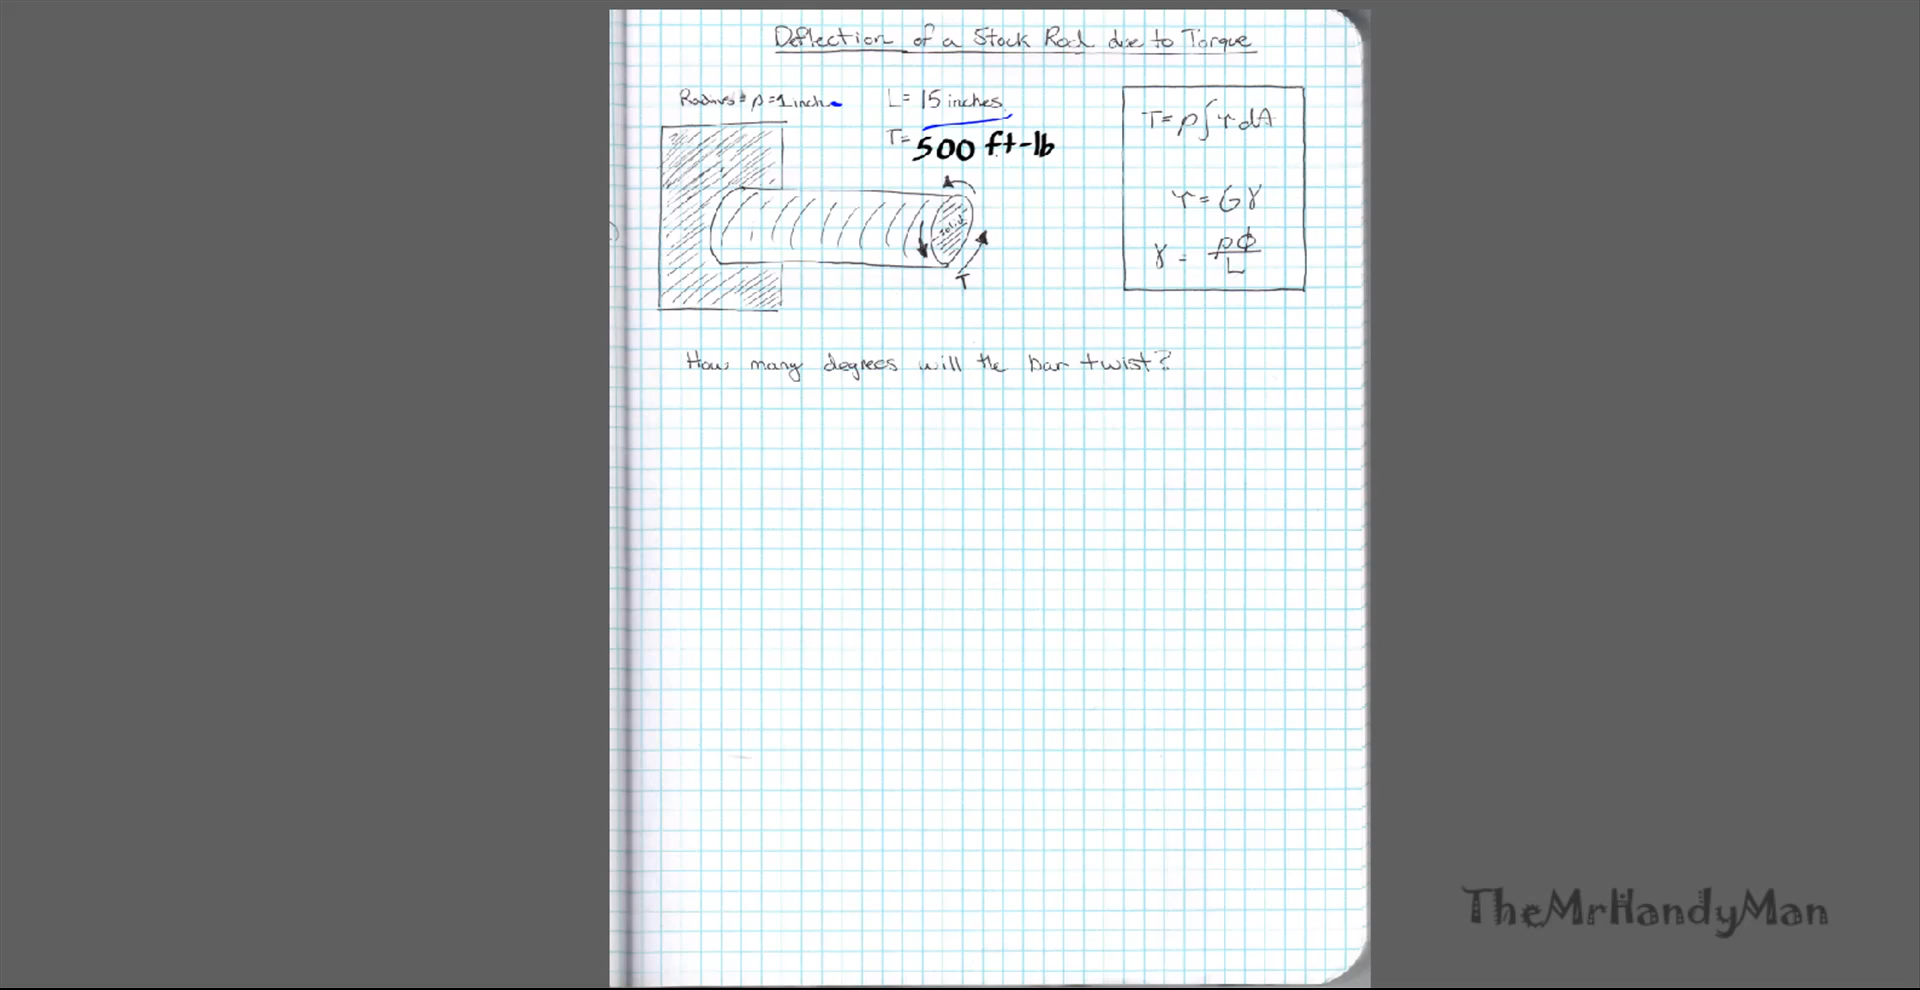 Deflection of a Stock Rod due to Torque
Radius = ρ = 1 inch
L= 15 inches
T= 500 ft-lb
T= ρ∫τdA
τ = Gγ
γ = ρΦ/L
Solid
T
How many degrees will the bar twist?
TheMrHandyMan